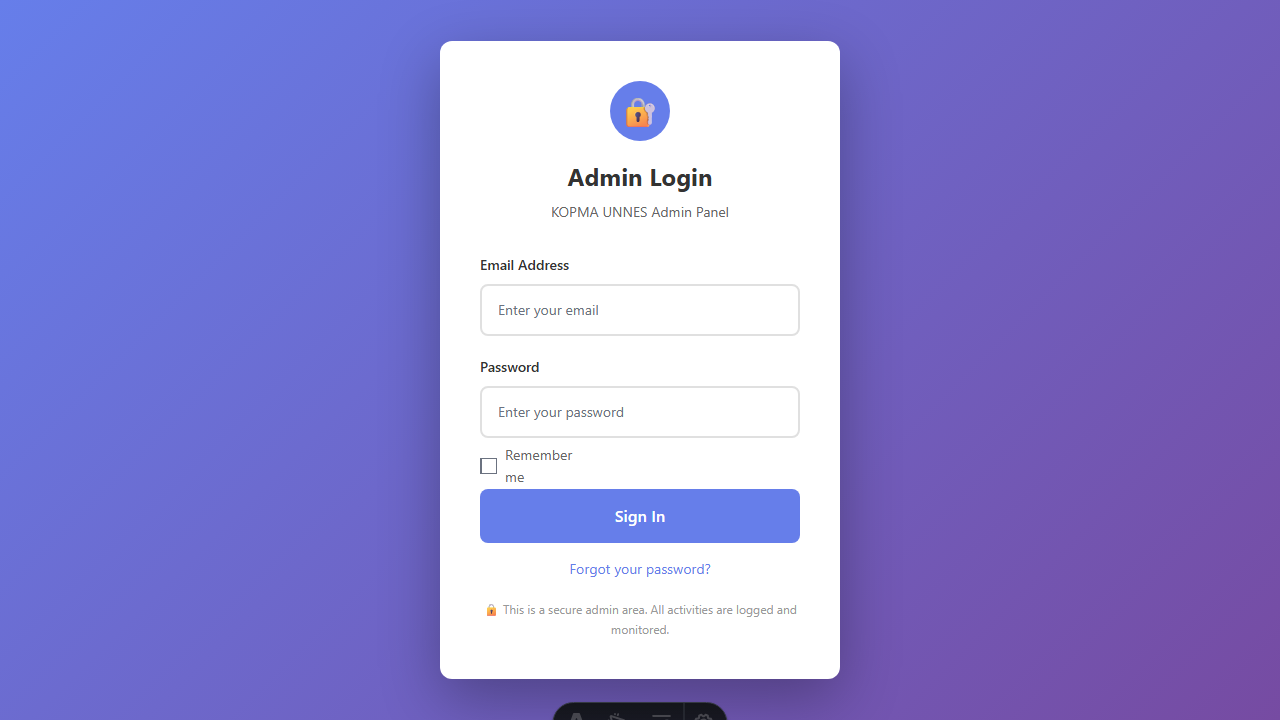 Admin Login
KOPMA UNNES Admin Panel
Email Address
Enter your email
Password
Enter your password
Remember
me
Sign In
Forgot your password?
🔒 This is a secure admin area. All activities are logged and
monitored.